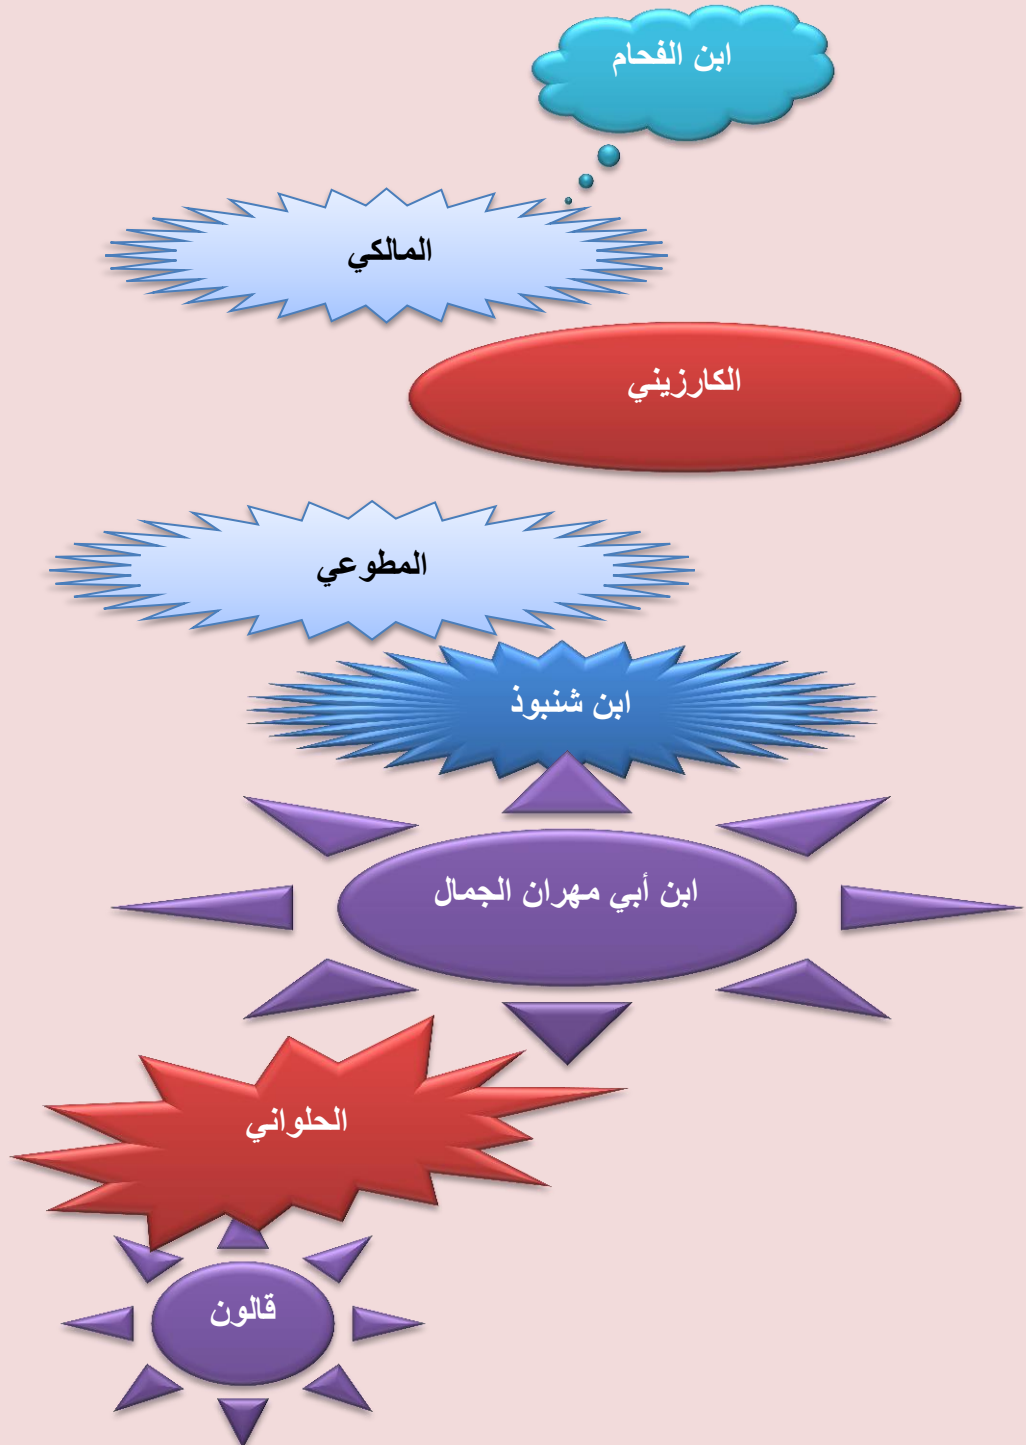 ابن الفحام
المالكي
الكارزيني
المطوعي
ابن شنبوذ
ابن أبي مهران الجمال
الحلواني
قالون